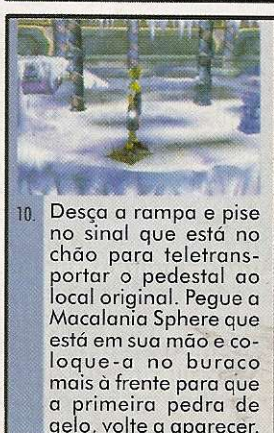 10. Desça a rampa e pise
no sinal que está no
chão para teletrans-
portar o pedestal ao
local original. Pegue a
Macalania Sphere que
está em sua mão e co-
loque-a no buraco
mais à frente para que
a primeira pedra de
gelo, volte a aparecer.